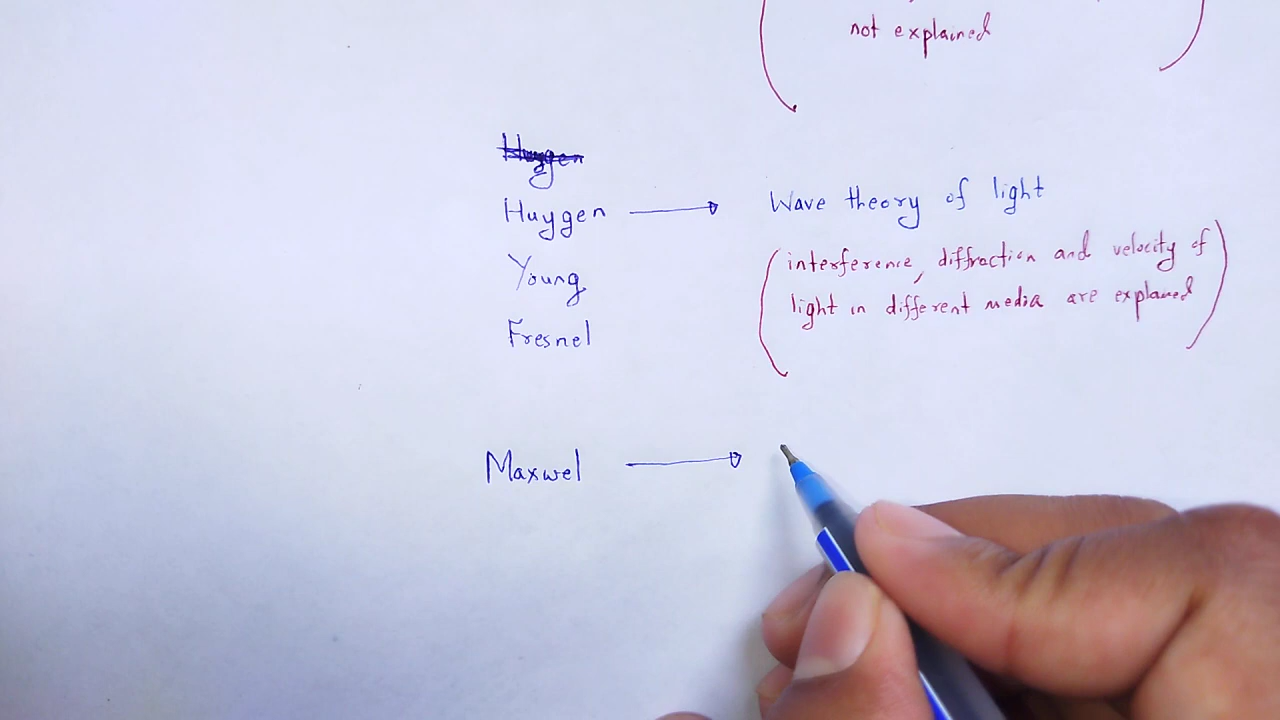 not explained
Huygen
Huygen → Wave theory of light
Young
(interference, diffraction and velocity of
light in different media are explained)
Fresnel
Maxwel →